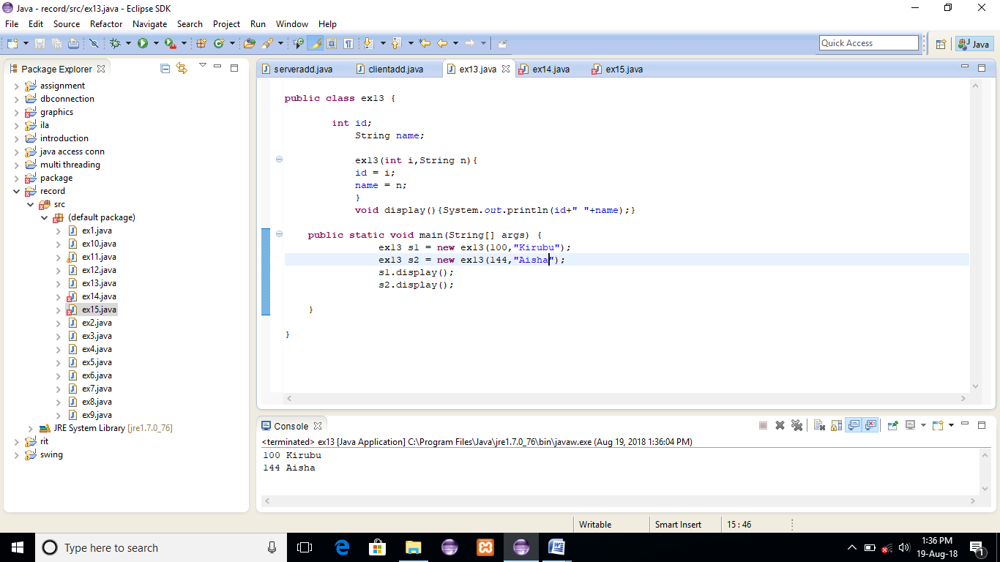 Java - record/src/ex13.java - Eclipse SDK
File Edit Source Refactor Navigate Search Project Run Window Help
Quick Access
Java
Package Explorer
assignment
dbconnection
graphics
ila
introduction
java access conn
multi threading
package
record
src
(default package)
ex1.java
ex10.java
ex11.java
ex12.java
ex13.java
ex14.java
ex15.java
ex2.java
ex3.java
ex4.java
ex5.java
ex6.java
ex7.java
ex8.java
ex9.java
JRE System Library [jre1.7.0_76]
rit
swing
serveradd.java clientadd.java ex13.java ex14.java ex15.java
public class ex13 {
int id;
String name;
ex13(int i,String n){
id = i;
name = n;
}
void display(){System.out.println(id+" "+name);}
public static void main(String[] args) {
ex13 s1 = new ex13(100,"Kirubu");
ex13 s2 = new ex13(144,"Aisha");
s1.display();
s2.display();
}
}
Console
<terminated> ex13 [Java Application] C:\Program Files\Java\jre1.7.0_76\bin\javaw.exe (Aug 19, 2018 1:36:04 PM)
100 Kirubu
144 Aisha
Writable Smart Insert 15 : 46
Type here to search
1:36 PM
19-Aug-18
1